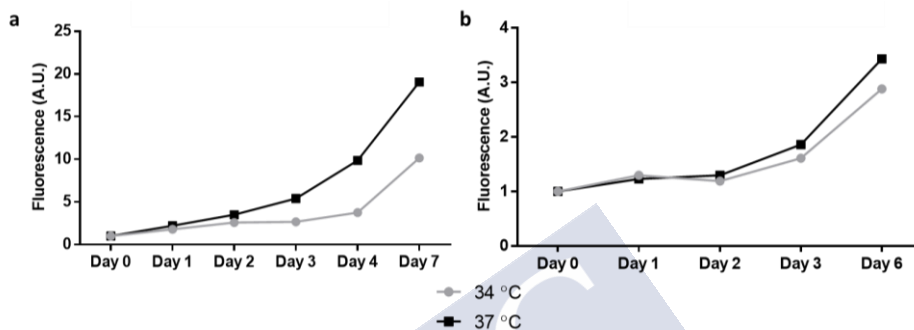 a
25
20
15
10
5
0
Fluorescence (A.U.)
Day 0 Day 1 Day 2 Day 3 Day 4 Day 7
b
4
3
2
1
0
Fluorescence (A.U.)
Day 0 Day 1 Day 2 Day 3 Day 6
34 °C
37 °C